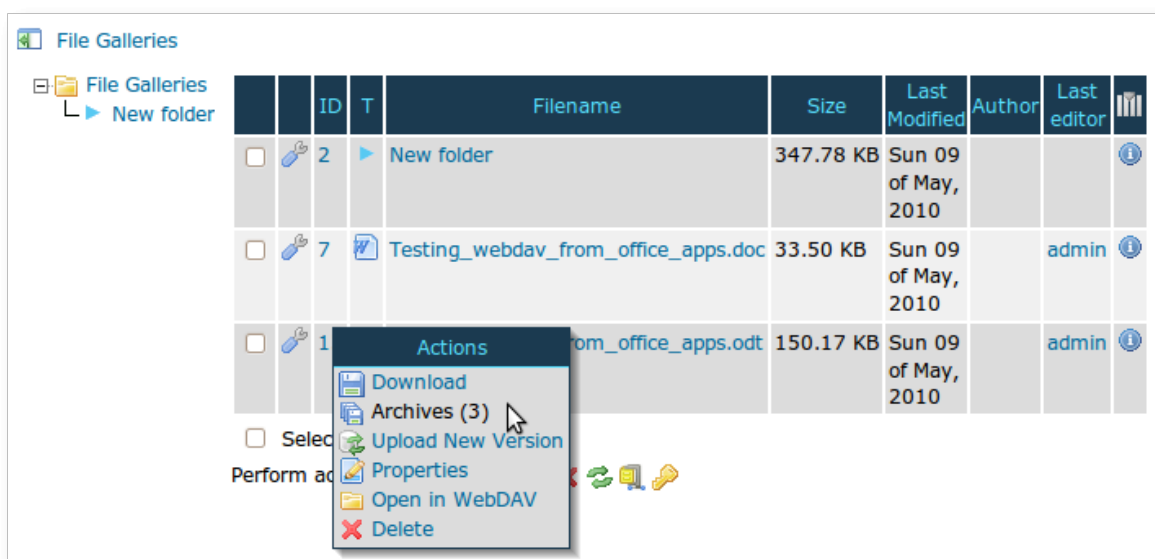 File Galleries
File Galleries
New folder
ID T Filename Size Last Modified Author Last editor
2 New folder 347.78 KB Sun 09
of May,
2010
7 Testing_webdav_from_office_apps.doc 33.50 KB Sun 09 admin
of May,
2010
1 om_office_apps.odt 150.17 KB Sun 09 admin
of May,
2010
Actions
Download
Archives (3)
Upload New Version
Properties
Open in WebDAV
Delete
Selec
Perform ac